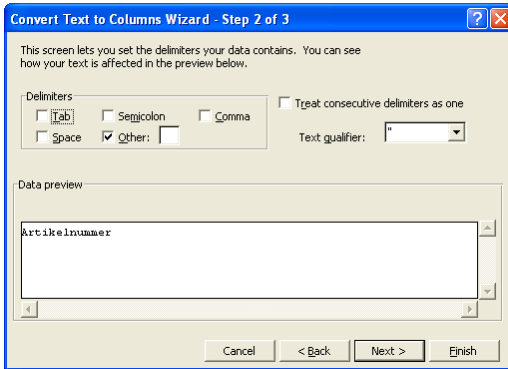 Convert Text to Columns Wizard - Step 2 of 3
This screen lets you set the delimiters your data contains. You can see
how your text is affected in the preview below.
Delimiters
Tab
Semicolon
Comma
Space
Other:
Treat consecutive delimiters as one
Text qualifier:
"
Data preview
Artikelnummer
Cancel
< Back
Next >
Finish